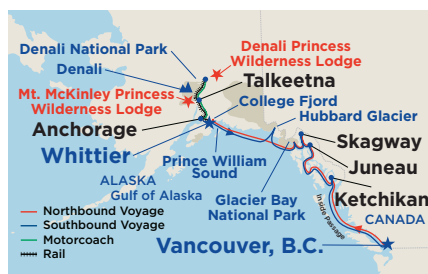 Denali National Park
Denali Princess
Wilderness Lodge
Denali
Talkeetna
Mt. McKinley Princess
Wilderness Lodge
College Fjord
Hubbard Glacier
Anchorage
Skagway
Whittier
Prince William
Sound
Juneau
ALASKA
Gulf of Alaska
Glacier Bay
National Park
Ketchikan
Inside Passage
CANADA
Northbound Voyage
Southbound Voyage
Motorcoach
Rail
Vancouver, B.C.